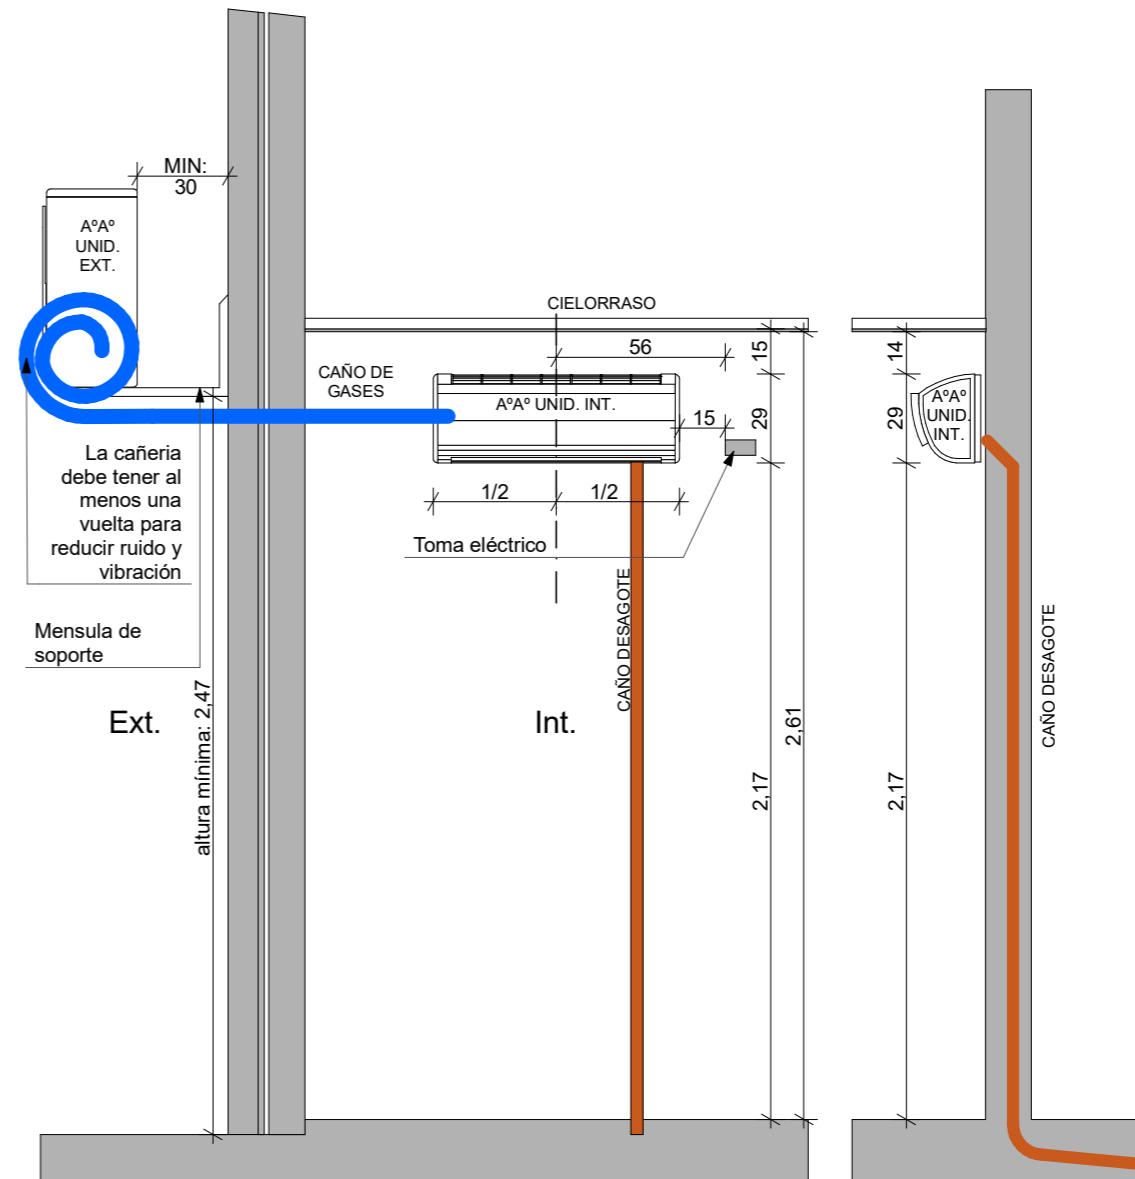 MIN:
30
AºAº
UNID.
EXT.
CIELORRASO
56
15
14
CAÑO DE
GASES
AºAº UNID. INT.
15
29
29
AºAº
UNID.
INT.
La cañeria
debe tener al
menos una
vuelta para
reducir ruido y
vibración
1/2
1/2
Toma eléctrico
CAÑO DESAGOTE
CAÑO DESAGOTE
Mensula de
soporte
altura mínima: 2,47
Ext.
Int.
2,17
2,61
2,17